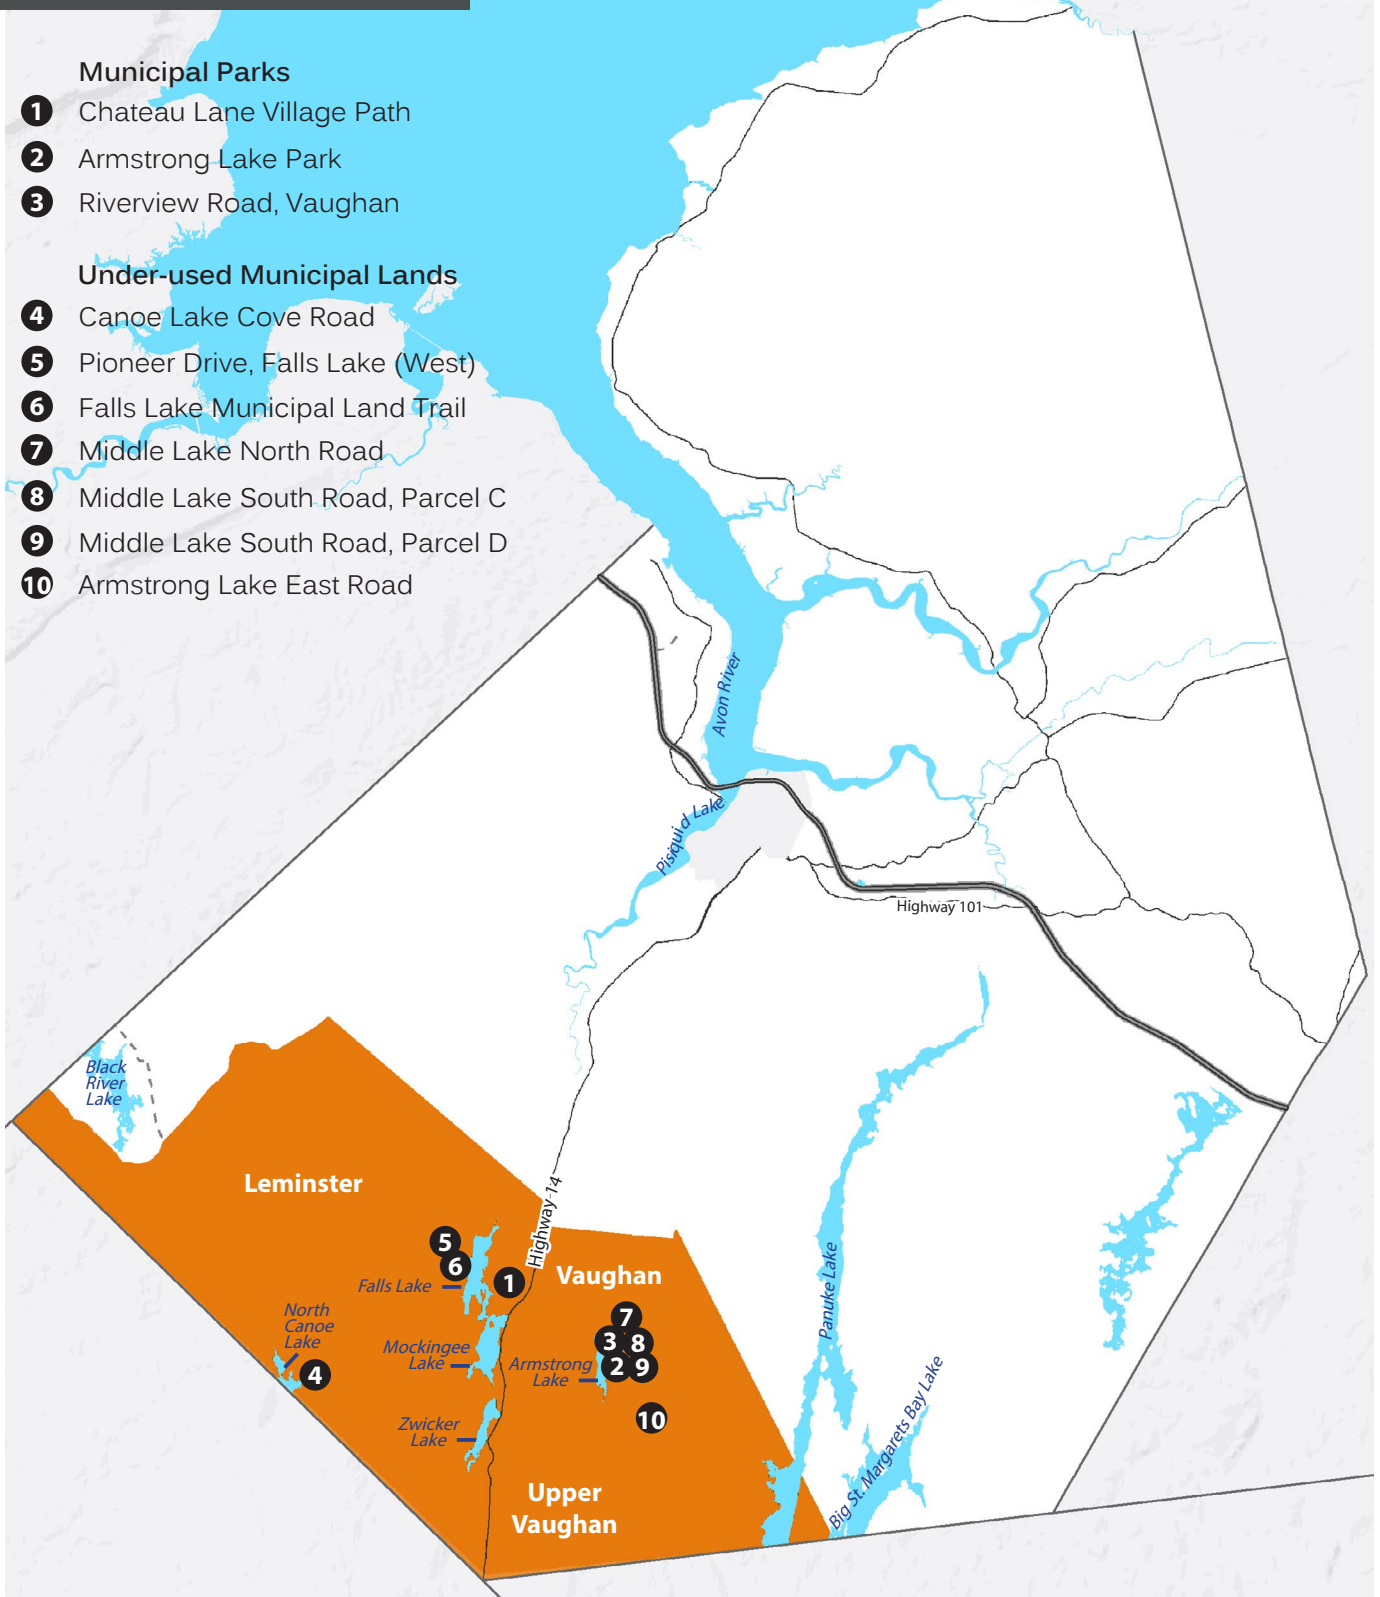 Municipal Parks
1 Chateau Lane Village Path
2 Armstrong Lake Park
3 Riverview Road, Vaughan
Under-used Municipal Lands
4 Canoe Lake Cove Road
5 Pioneer Drive, Falls Lake (West)
6 Falls Lake Municipal Land Trail
7 Middle Lake North Road
8 Middle Lake South Road, Parcel C
9 Middle Lake South Road, Parcel D
10 Armstrong Lake East Road
Avon River
Pisiquid Lake
Highway 101
Black
River
Lake
Leminster
Highway 14
5
6
1
Falls Lake
Vaughan
North
Canoe
Lake
4
Mockingee
Lake
7
3
8
2
9
Armstrong
Lake
10
Zwicker
Lake
Upper
Vaughan
Panuke Lake
Big St. Margarets Bay Lake